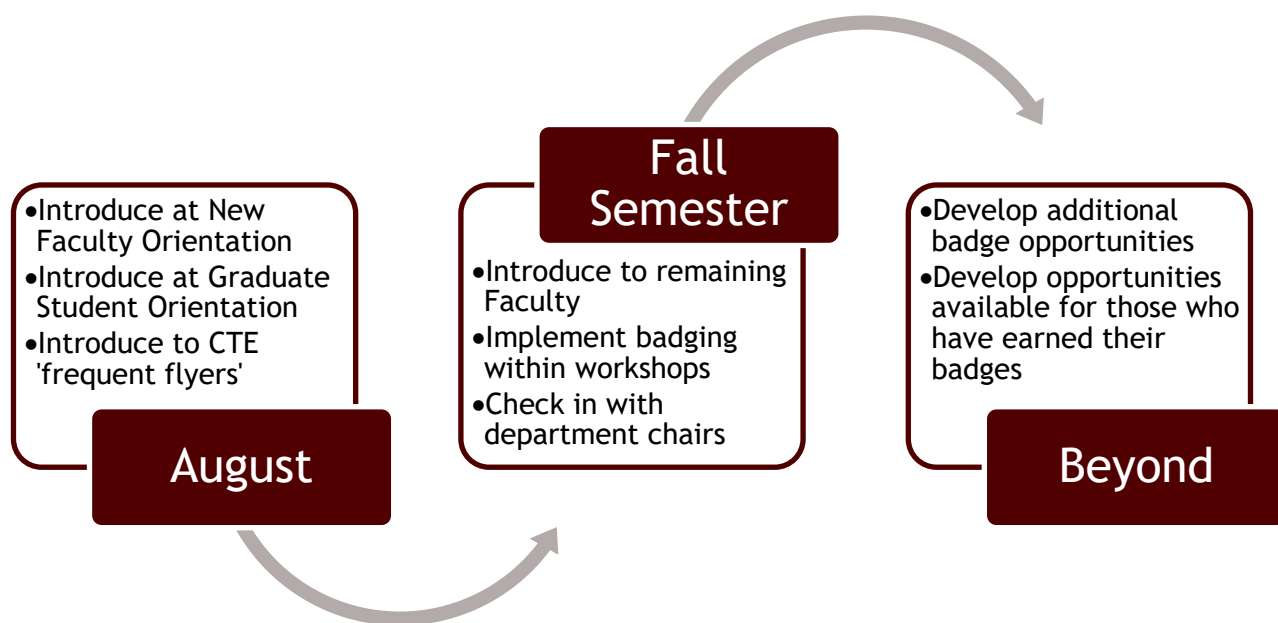 •Introduce at New
Faculty Orientation
•Introduce at Graduate
Student Orientation
•Introduce to CTE
'frequent flyers'
August
Fall
Semester
•Introduce to remaining
Faculty
•Implement badging
within workshops
•Check in with
department chairs
•Develop additional
badge opportunities
•Develop opportunities
available for those who
have earned their
badges
Beyond